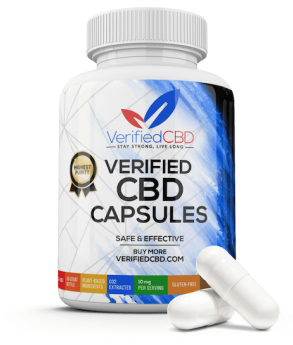 VerifiedCBD
STAY STRONG, LIVE LONG
HIGHEST
PURITY
VERIFIED
CBD
CAPSULES
SAFE & EFFECTIVE
BUY MORE
VERIFIEDCBD.COM
PLANT-BASED
INGREDIENTS
CO2
EXTRACTED
10 mg
PER SERVING
GLUTEN-FREE